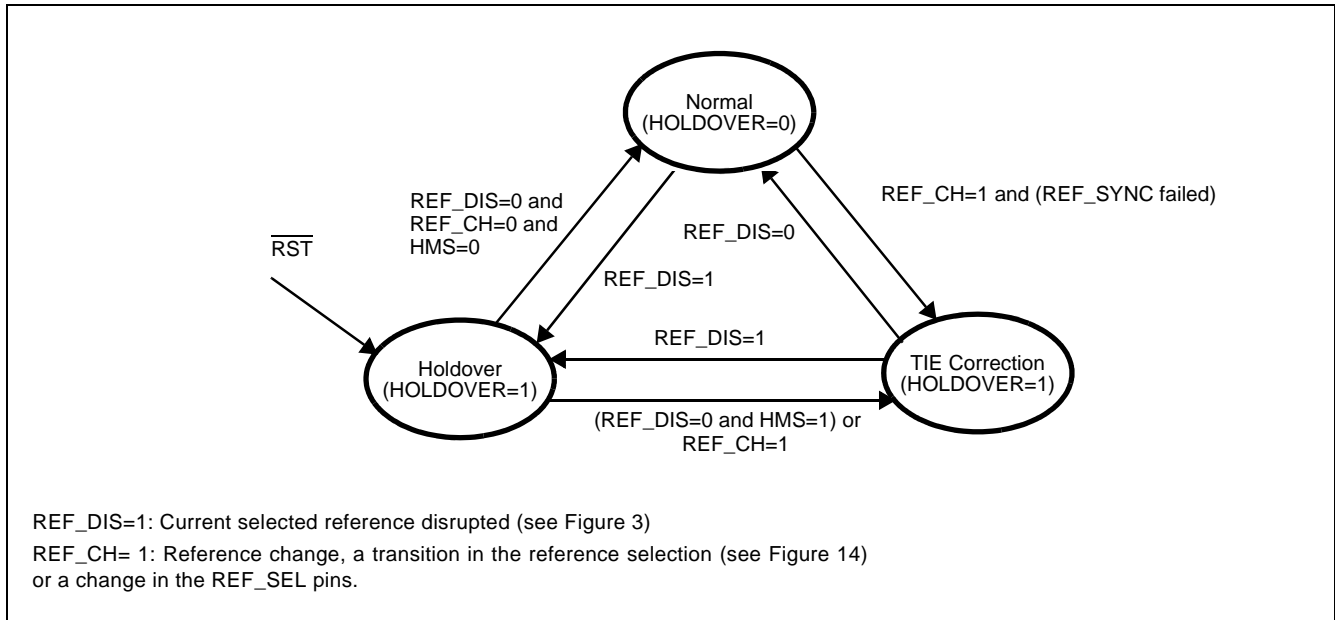 Normal
(HOLDOVER=0)
REF_CH=1 and (REF_SYNC failed)
REF_DIS=0 and
REF_CH=0 and
HMS=0
REF_DIS=0
RST
REF_DIS=1
REF_DIS=1
Holdover
(HOLDOVER=1)
TIE Correction
(HOLDOVER=1)
(REF_DIS=0 and HMS=1) or
REF_CH=1
REF_DIS=1: Current selected reference disrupted (see Figure 3)
REF_CH= 1: Reference change, a transition in the reference selection (see Figure 14)
or a change in the REF_SEL pins.